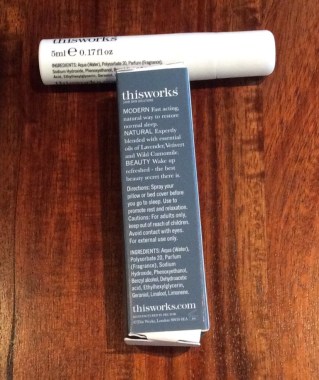 thisworks
5ml ℮ 0.17fl oz
INGREDIENTS: Aqua (Water),
Polysorbate 20, Parfum (Fragrance),
Sodium Hydroxide, Phenoxyethanol,
thisworks
MODERN Fast acting,
natural way to restore
normal sleep.
NATURAL Expertly
blended with essential
oils of Lavender, Vetivert
and Wild Camomile.
BEAUTY Wake up
refreshed - the best
beauty secret there is.
Directions: Spray your
pillow or bed cover before
you go to sleep. Use to
promote rest and relaxation.
Cautions: For adults only,
keep out of reach of children.
Avoid contact with eyes.
For external use only.
INGREDIENTS: Aqua (Water),
Polysorbate 20, Parfum
(Fragrance), Sodium
Hydroxide, Phenoxyethanol,
Benzyl alcohol, Dehydroacetic
acid, Ethylhexylglycerin,
Geraniol, Linalool, Limonene.
thisworks.com